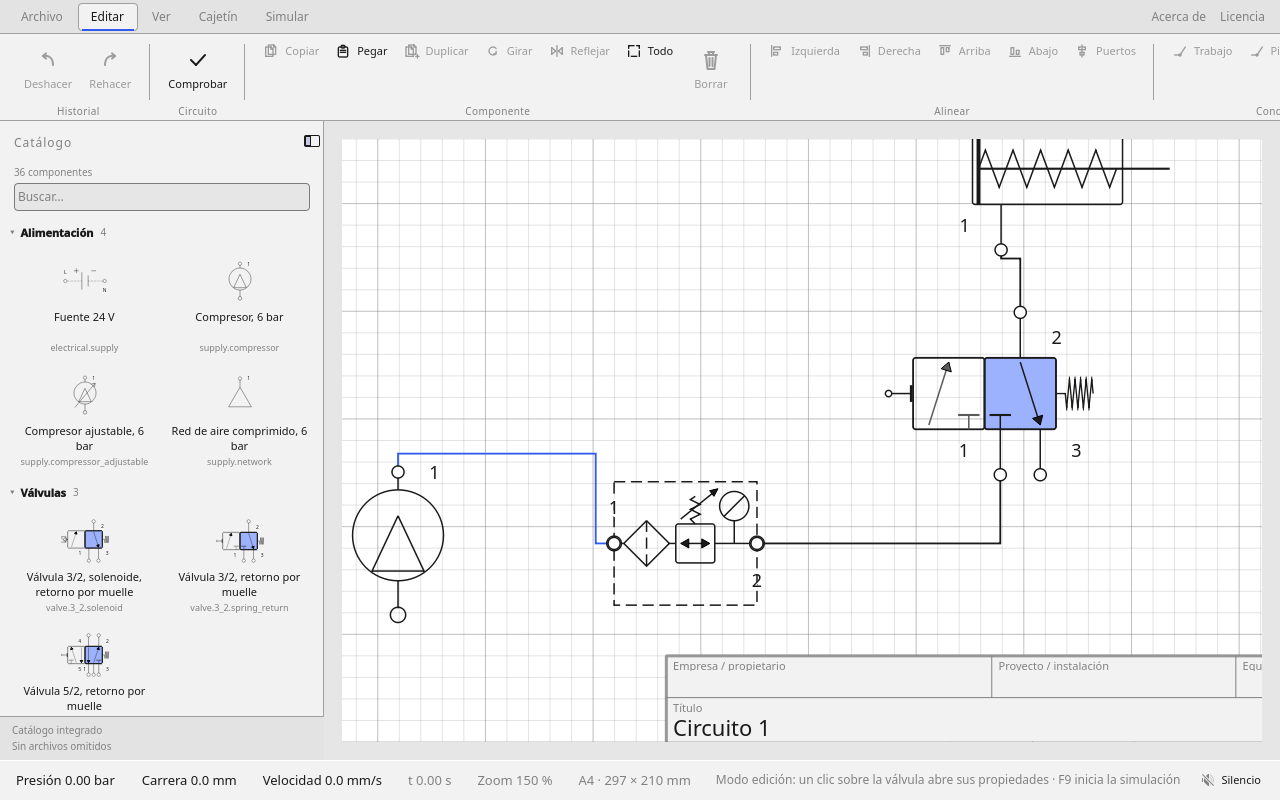 Archivo
Editar
Ver
Cajetín
Simular
Acerca de
Licencia
Deshacer
Rehacer
Historial
Comprobar
Circuito
Copiar
Pegar
Duplicar
Girar
Reflejar
Todo
Borrar
Componente
Izquierda
Derecha
Arriba
Abajo
Puertos
Alinear
Trabajo
Catálogo
36 componentes
Buscar...
Alimentación 4
Fuente 24 V
electrical.supply
Compresor, 6 bar
supply.compressor
Compresor ajustable, 6
bar
supply.compressor_adjustable
Red de aire comprimido, 6
bar
supply.network
Válvulas 3
Válvula 3/2, solenoide,
retorno por muelle
valve.3_2.solenoid
Válvula 3/2, retorno por
muelle
valve.3_2.spring_return
Válvula 5/2, retorno por
muelle
Catálogo integrado
Sin archivos omitidos
1
2
1
3
1
1
2
Empresa / propietario
Proyecto / instalación
Título
Circuito 1
Presión 0.00 bar
Carrera 0.0 mm
Velocidad 0.0 mm/s
t 0.00 s
Zoom 150 %
A4 · 297 × 210 mm
Modo edición: un clic sobre la válvula abre sus propiedades · F9 inicia la simulación
Silencio